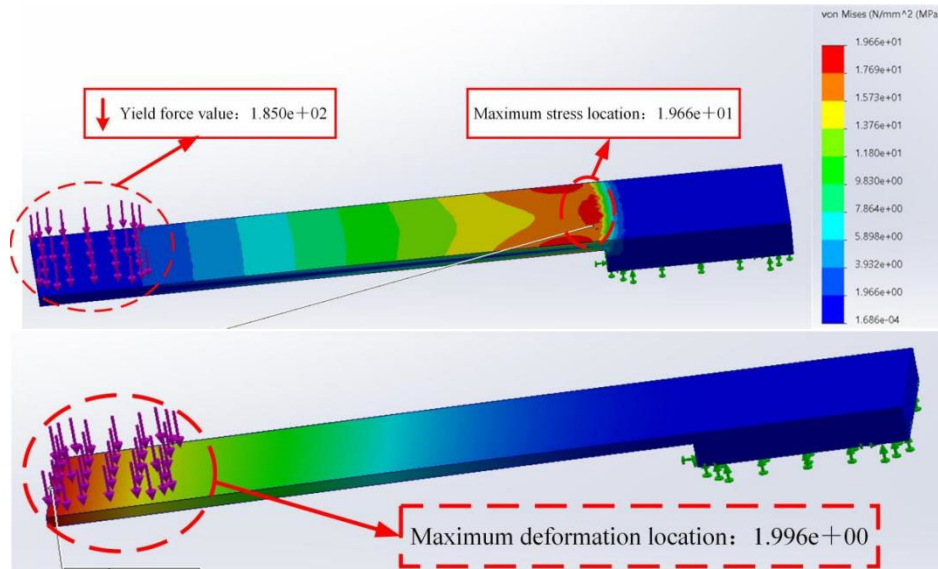 von Mises (N/mm^2 (MPa
Yield force value：1.850e+02
Maximum stress location：1.966e+01
1.966e+01
1.769e+01
1.573e+01
1.376e+01
1.180e+01
9.830e+00
7.864e+00
5.898e+00
3.932e+00
1.966e+00
1.686e-04
Maximum deformation location：1.996e+00